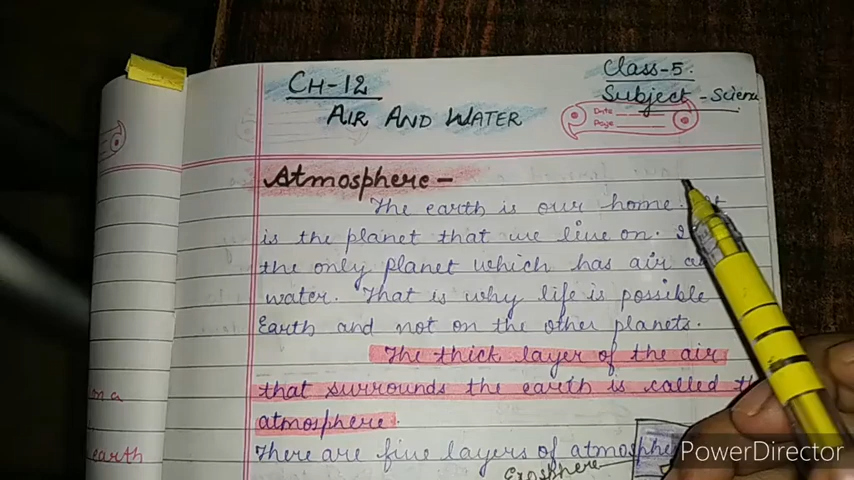 CH-12
Class-5.
Subject - Science
AIR AND WATER
Date
Page
Atmosphere -
The earth is our home.
is the planet that we live on.
the only planet which has air
water. That is why life is possible
Earth and not on the other planets.
The thick layer of the air
that surrounds the earth is called
atmosphere.
There are five layers of
Exosphere
earth
PowerDirector